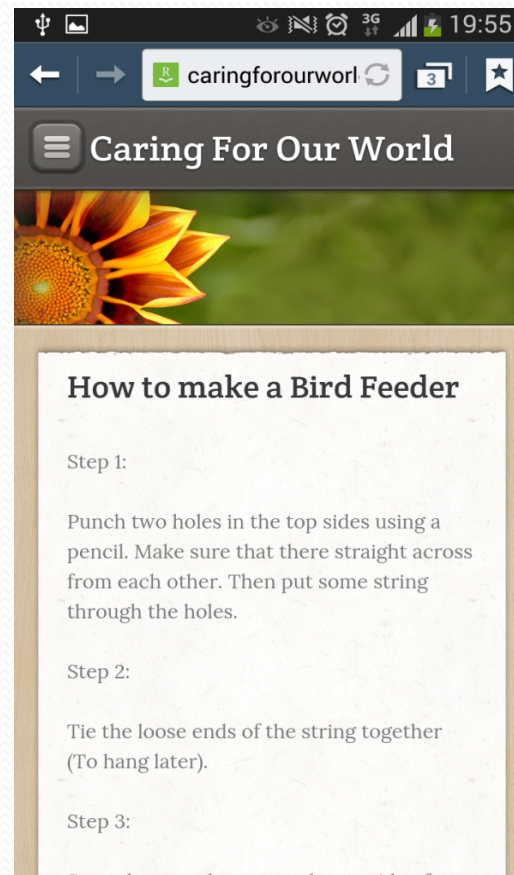 3G 19:55
R caringforourworl 3
Caring For Our World
How to make a Bird Feeder
Step 1:
Punch two holes in the top sides using a
pencil. Make sure that there straight across
from each other. Then put some string
through the holes.
Step 2:
Tie the loose ends of the string together
(To hang later).
Step 3: